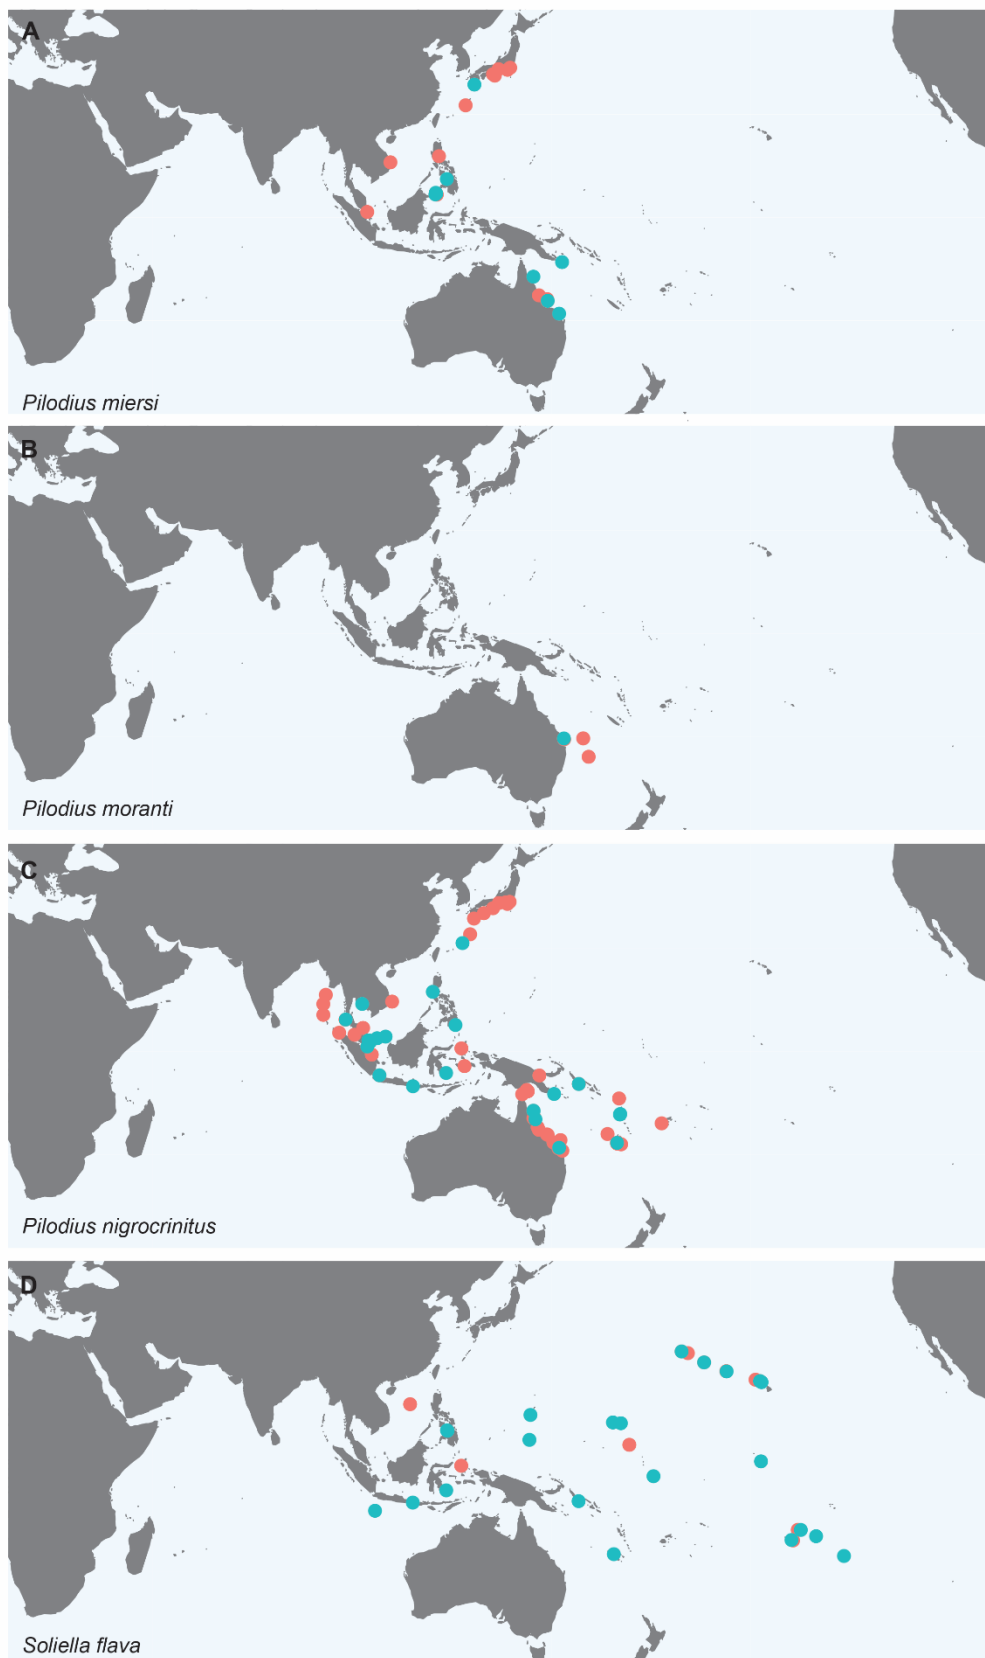 A
Pilodius miersi
B
Pilodius moranti
C
Pilodius nigrocrinitus
D
Soliella flava